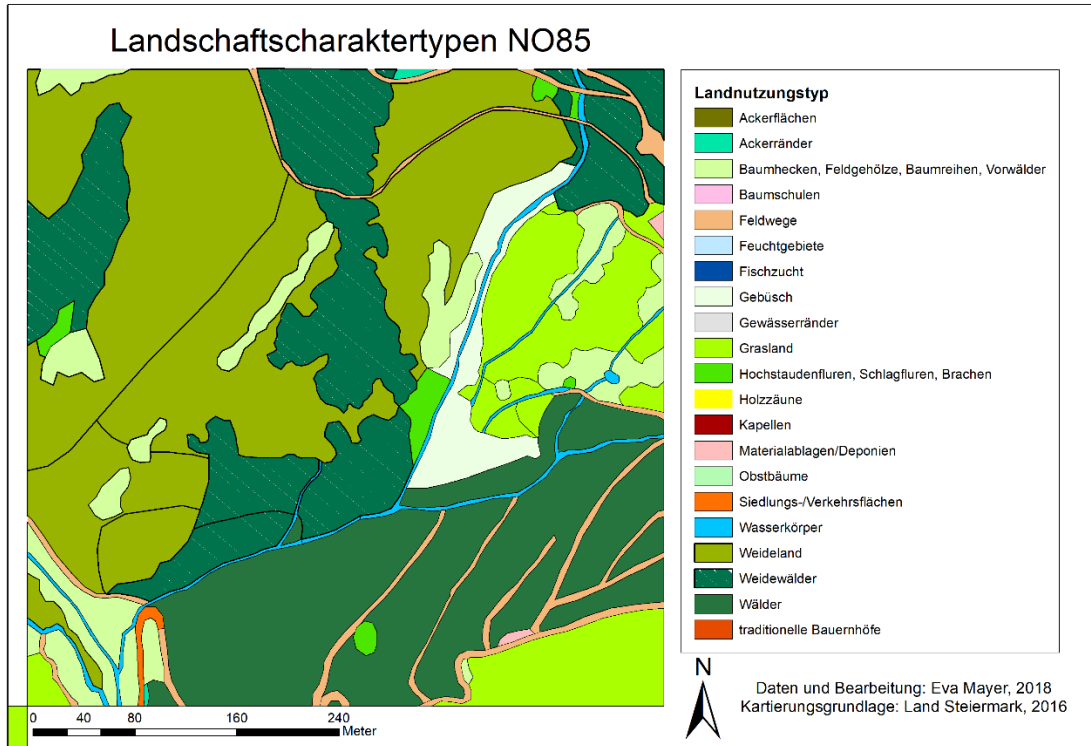 Landschaftscharaktertypen NO85
Landnutzungstyp
Ackerflächen
Ackerränder
Baumhecken, Feldgehölze, Baumreihen, Vorwälder
Baumschulen
Feldwege
Feuchtgebiete
Fischzucht
Gebüsch
Gewässerränder
Grasland
Hochstaudenfluren, Schlagfluren, Brachen
Holzzäune
Kapellen
Materialablagen/Deponien
Obstbäume
Siedlungs-/Verkehrsflächen
Wasserkörper
Weideland
Weidewälder
Wälder
traditionelle Bauernhöfe
N
Daten und Bearbeitung: Eva Mayer, 2018
Kartierungsgrundlage: Land Steiermark, 2016
0 40 80 160 240
Meter